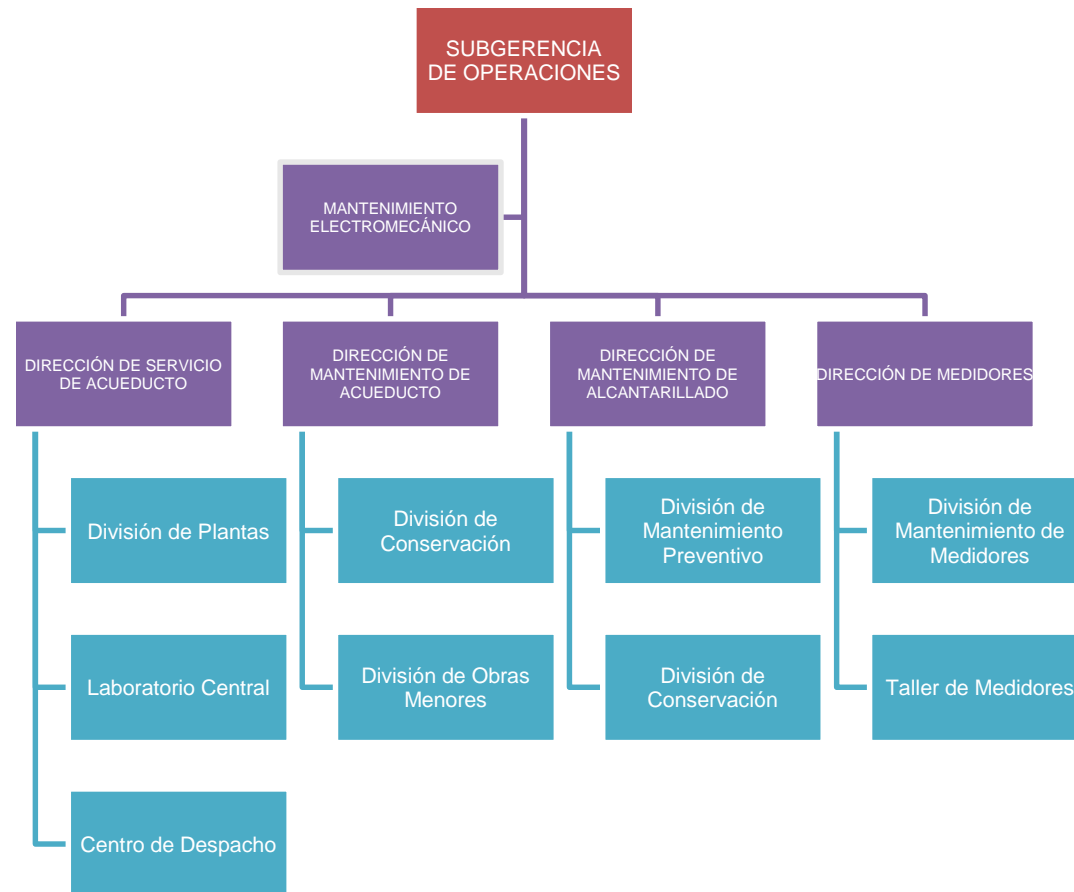 SUBGERENCIA
DE OPERACIONES
MANTENIMIENTO
ELECTROMECÁNICO
DIRECCIÓN DE SERVICIO
DE ACUEDUCTO
DIRECCIÓN DE
MANTENIMIENTO DE
ACUEDUCTO
DIRECCIÓN DE
MANTENIMIENTO DE
ALCANTARILLADO
DIRECCIÓN DE MEDIDORES
División de Plantas
División de
Conservación
División de
Mantenimiento
Preventivo
División de
Mantenimiento de
Medidores
Laboratorio Central
División de Obras
Menores
División de
Conservación
Taller de Medidores
Centro de Despacho